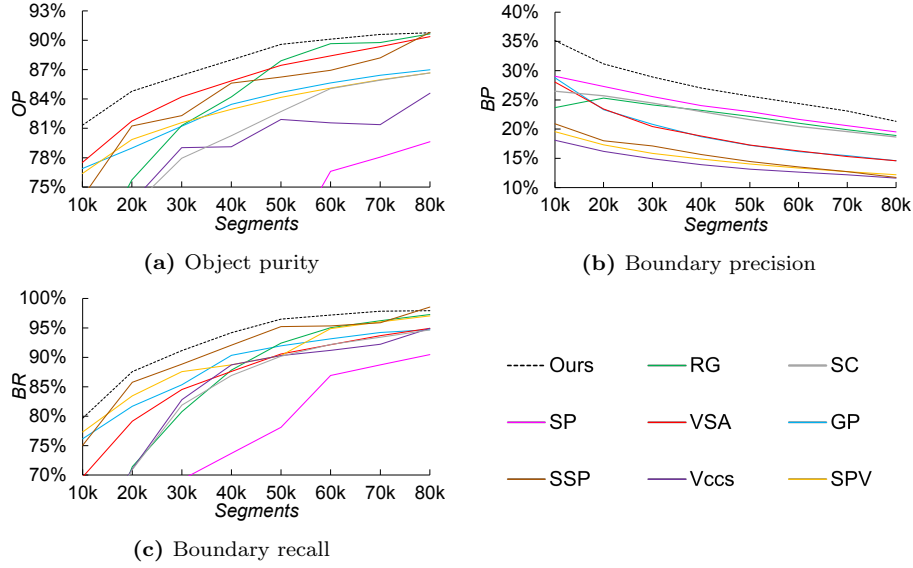 93%
90%
87%
84%
81%
78%
75%
OP
10k 20k 30k 40k 50k 60k 70k 80k
Segments
(a) Object purity
40%
35%
30%
25%
20%
15%
10%
BP
10k 20k 30k 40k 50k 60k 70k 80k
Segments
(b) Boundary precision
100%
95%
90%
85%
80%
75%
70%
BR
10k 20k 30k 40k 50k 60k 70k 80k
Segments
(c) Boundary recall
Ours RG SC
SP VSA GP
SSP Vccs SPV